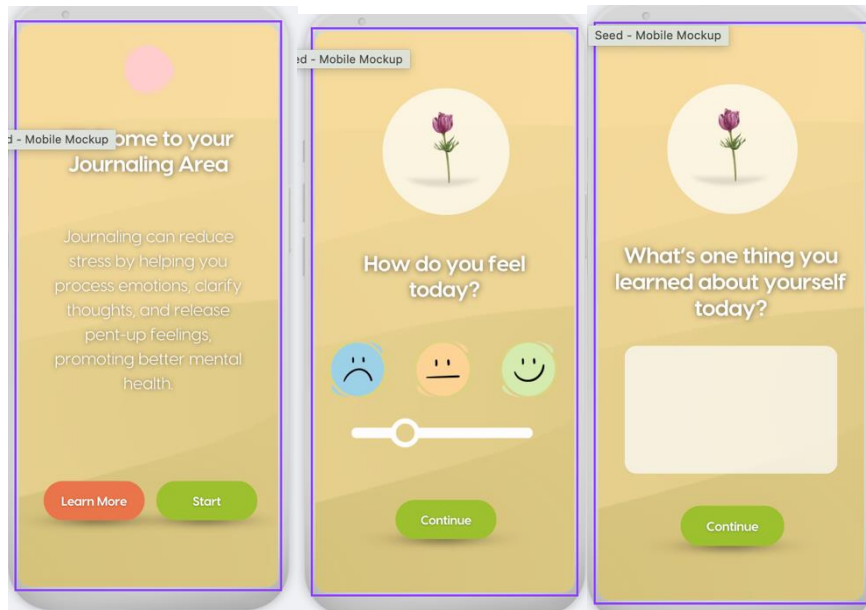 d - Mobile Mockup
ome to your
Journaling Area
Journaling can reduce
stress by helping you
process emotions, clarify
thoughts, and release
pent-up feelings,
promoting better mental
health.
Learn More
Start
ed - Mobile Mockup
How do you feel
today?
Continue
Seed - Mobile Mockup
What's one thing you
learned about yourself
today?
Continue